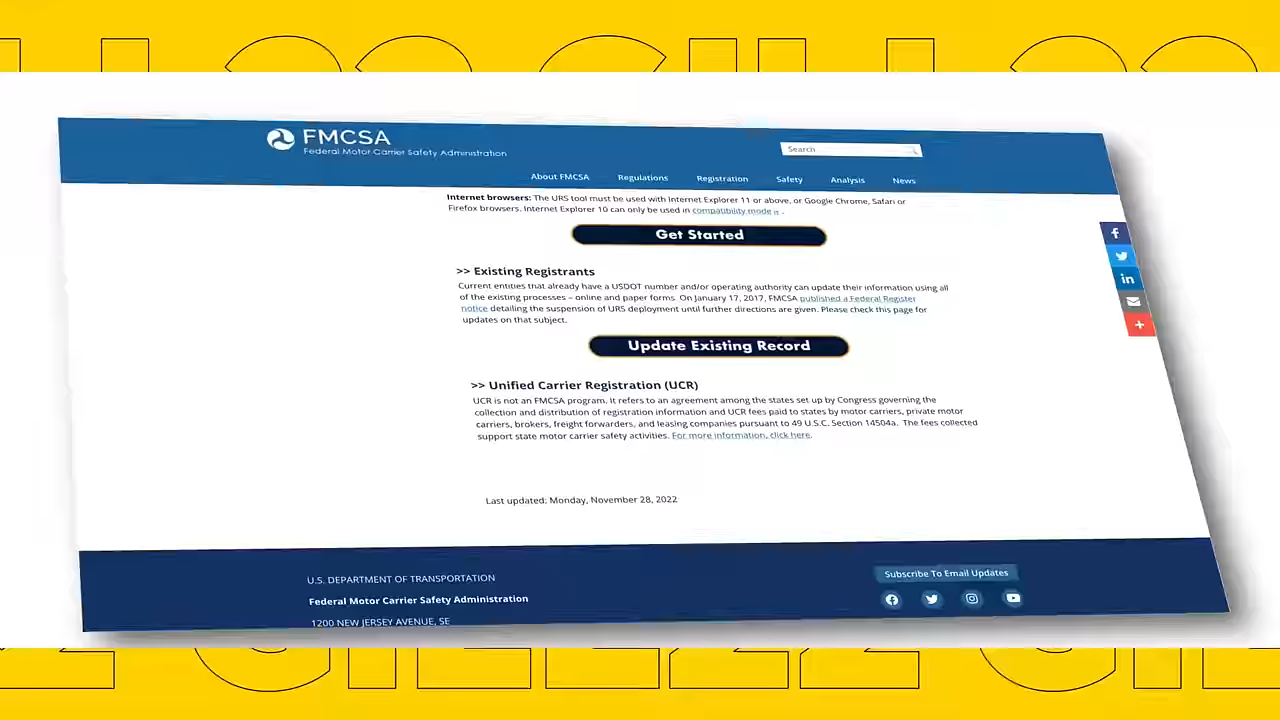 FMCSA
Federal Motor Carrier Safety Administration
Search
About FMCSA Regulations Registration Safety Analysis News
Internet browsers: The URS tool must be used with Internet Explorer 11 or above, or Google Chrome, Safari or
Firefox browsers. Internet Explorer 10 can only be used in compatibility mode .
Get Started
>> Existing Registrants
Current entities that already have a USDOT number and/or operating authority can update their information using all
of the existing processes – online and paper forms. On January 17, 2017, FMCSA published a Federal Register
notice detailing the suspension of URS deployment until further directions are given. Please check this page for
updates on that subject.
Update Existing Record
>> Unified Carrier Registration (UCR)
UCR is not an FMCSA program. It refers to an agreement among the states set up by Congress governing the
collection and distribution of registration information and UCR fees paid to states by motor carriers, private motor
carriers, brokers, freight forwarders, and leasing companies pursuant to 49 U.S.C. Section 14504a. The fees collected
support state motor carrier safety activities. For more information, click here.
Last updated: Monday, November 28, 2022
U.S. DEPARTMENT OF TRANSPORTATION
Federal Motor Carrier Safety Administration
1200 NEW JERSEY AVENUE, SE
Subscribe To Email Updates